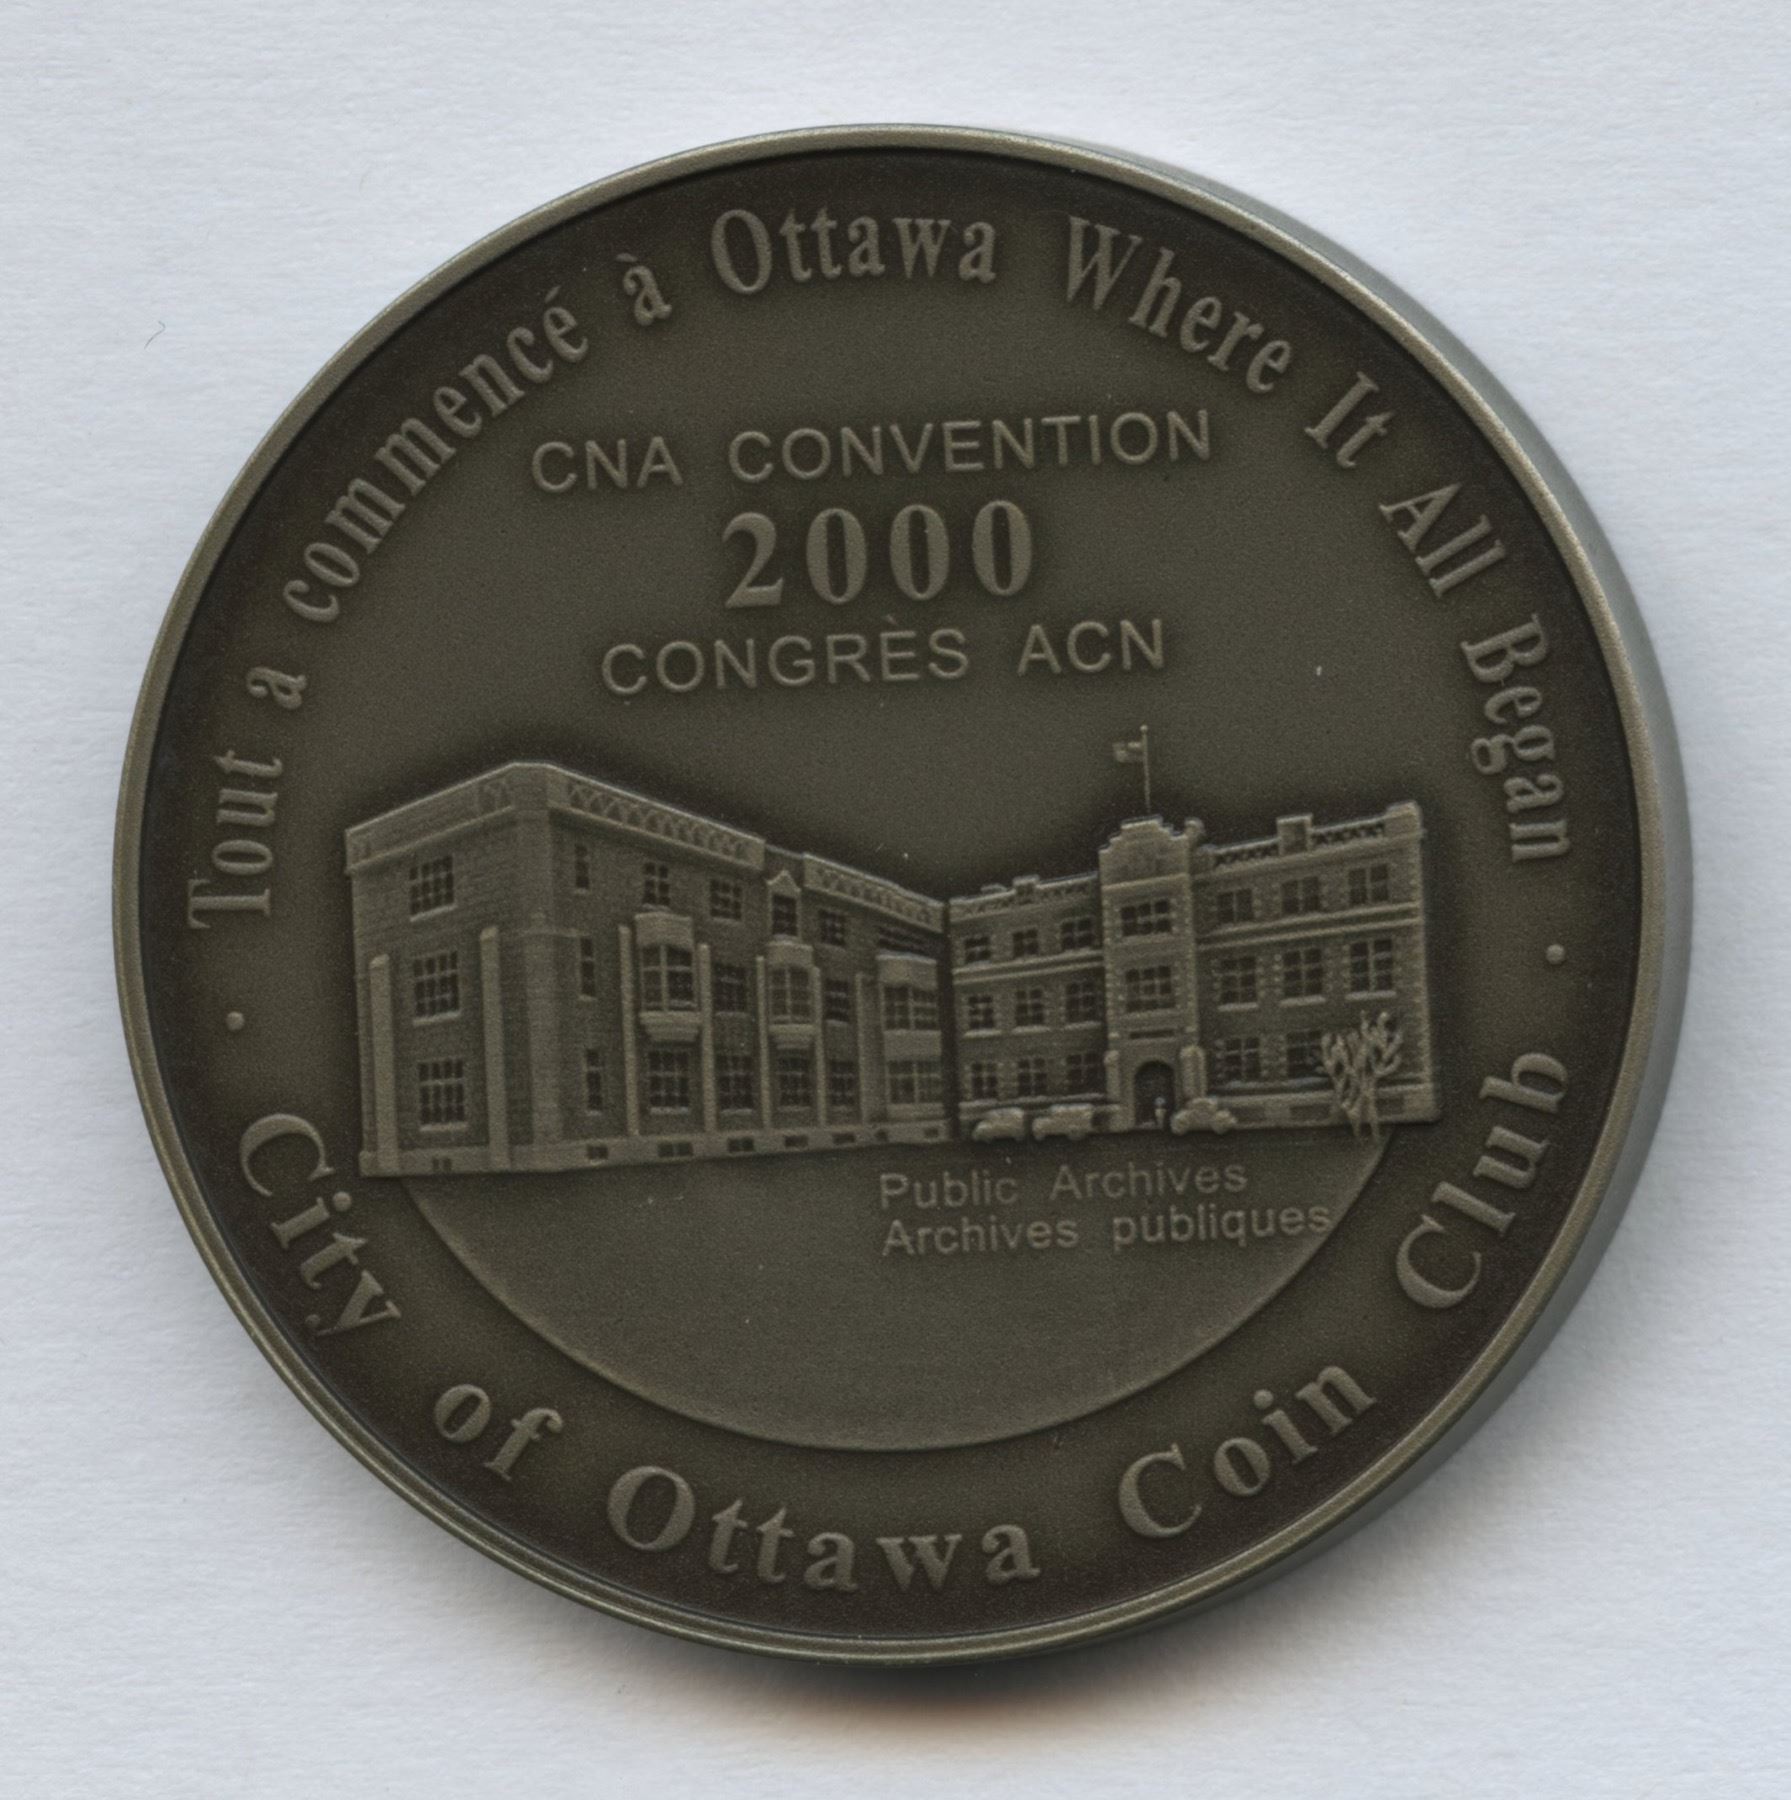 Tout a commencé à Ottawa Where It All Began
CNA CONVENTION
2000
CONGRÈS ACN
Public Archives
Archives publiques
· City of Ottawa Coin Club ·